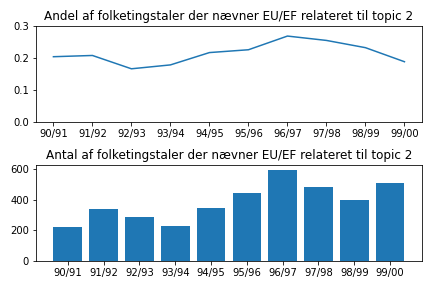 Andel af folketingstaler der nævner EU/EF relateret til topic 2
0.3
0.2
0.1
0.0
90/91 91/92 92/93 93/94 94/95 95/96 96/97 97/98 98/99 99/00
Antal af folketingstaler der nævner EU/EF relateret til topic 2
600
400
200
0
90/91 91/92 92/93 93/94 94/95 95/96 96/97 97/98 98/99 99/00